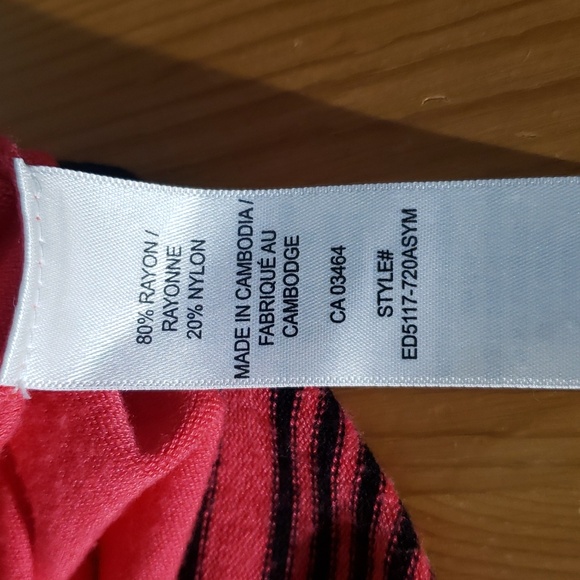 80% RAYON /
RAYONNE
20% NYLON
MADE IN CAMBODIA /
FABRIQUÉ AU
CAMBODGE
CA 03464
STYLE#
ED5117-720ASYM